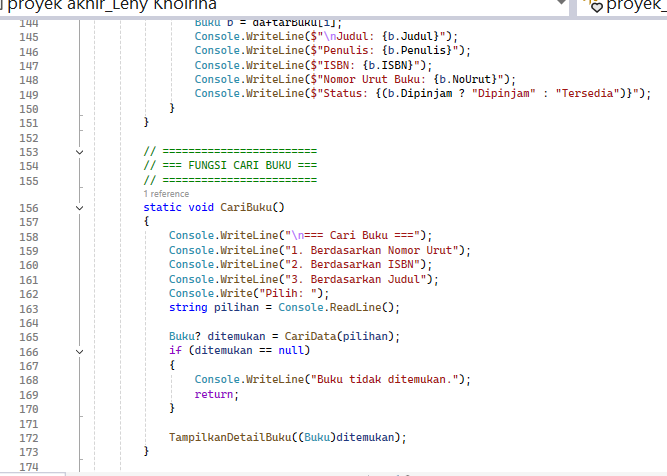 proyek akhir_Leny Khoirina
proyek_
144 Buku b = daftarBuku[i];
145 Console.WriteLine($"\nJudul: {b.Judul}");
146 Console.WriteLine($"Penulis: {b.Penulis}");
147 Console.WriteLine($"ISBN: {b.ISBN}");
148 Console.WriteLine($"Nomor Urut Buku: {b.NoUrut}");
149 Console.WriteLine($"Status: {(b.Dipinjam ? "Dipinjam" : "Tersedia")}");
150 }
151 }
152
153 // ========================
154 // === FUNGSI CARI BUKU ===
155 // ========================
1 reference
156 static void CariBuku()
157 {
158 Console.WriteLine("\n=== Cari Buku ===");
159 Console.WriteLine("1. Berdasarkan Nomor Urut");
160 Console.WriteLine("2. Berdasarkan ISBN");
161 Console.WriteLine("3. Berdasarkan Judul");
162 Console.Write("Pilih: ");
163 string pilihan = Console.ReadLine();
164
165 Buku? ditemukan = CariData(pilihan);
166 if (ditemukan == null)
167 {
168 Console.WriteLine("Buku tidak ditemukan.");
169 return;
170 }
171
172 TampilkanDetailBuku((Buku)ditemukan);
173 }
174